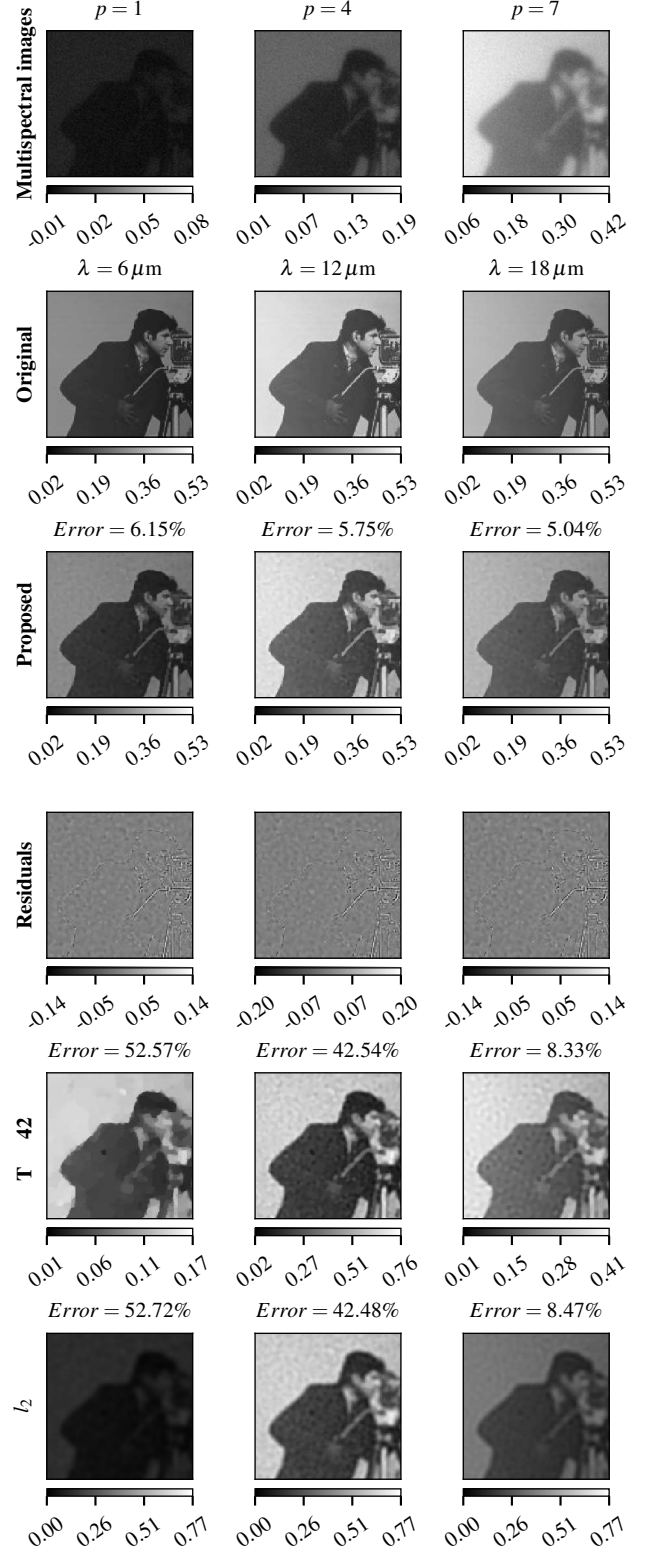 p = 1 p = 4 p = 7
Multispectral images
-0.01 0.02 0.05 0.08 0.01 0.07 0.13 0.19 0.06 0.18 0.30 0.42
λ = 6 μm λ = 12 μm λ = 18 μm
Original
0.02 0.19 0.36 0.53 0.02 0.19 0.36 0.53 0.02 0.19 0.36 0.53
Error = 6.15% Error = 5.75% Error = 5.04%
Proposed
0.02 0.19 0.36 0.53 0.02 0.19 0.36 0.53 0.02 0.19 0.36 0.53
Residuals
-0.14 -0.05 0.05 0.14 -0.20 -0.07 0.07 0.20 -0.14 -0.05 0.05 0.14
Error = 52.57% Error = 42.54% Error = 8.33%
T 42
0.01 0.06 0.11 0.17 0.02 0.27 0.51 0.76 0.01 0.15 0.28 0.41
Error = 52.72% Error = 42.48% Error = 8.47%
l₂
0.00 0.26 0.51 0.77 0.00 0.26 0.51 0.77 0.00 0.26 0.51 0.77